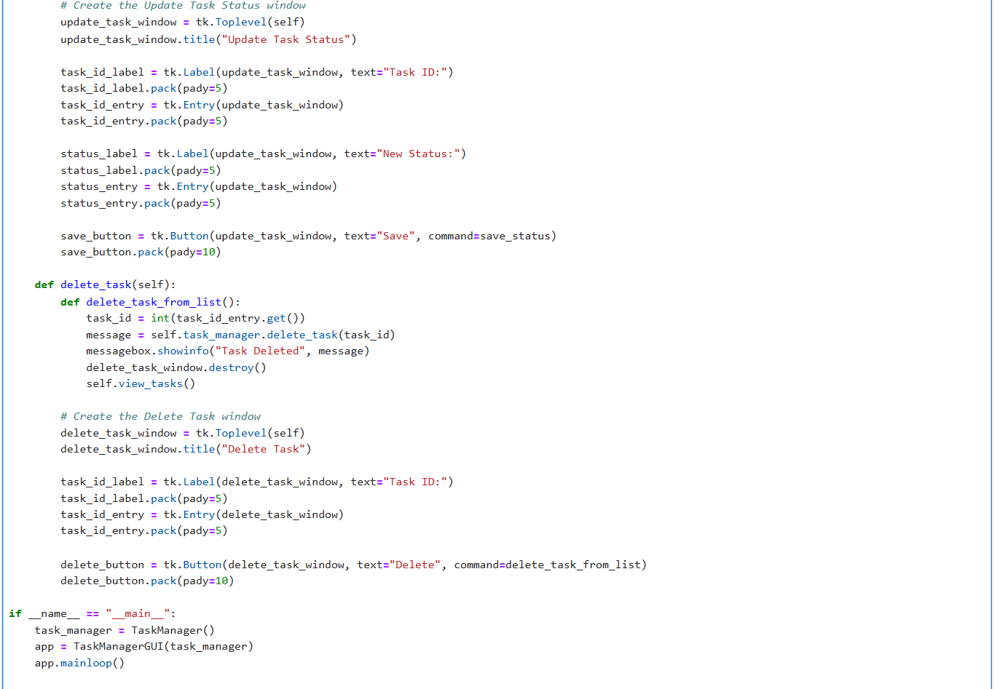 # Create the Update Task Status window
update_task_window = tk.Toplevel(self)
update_task_window.title("Update Task Status")
task_id_label = tk.Label(update_task_window, text="Task ID:")
task_id_label.pack(pady=5)
task_id_entry = tk.Entry(update_task_window)
task_id_entry.pack(pady=5)
status_label = tk.Label(update_task_window, text="New Status:")
status_label.pack(pady=5)
status_entry = tk.Entry(update_task_window)
status_entry.pack(pady=5)
save_button = tk.Button(update_task_window, text="Save", command=save_status)
save_button.pack(pady=10)
def delete_task(self):
def delete_task_from_list():
task_id = int(task_id_entry.get())
message = self.task_manager.delete_task(task_id)
messagebox.showinfo("Task Deleted", message)
delete_task_window.destroy()
self.view_tasks()
# Create the Delete Task window
delete_task_window = tk.Toplevel(self)
delete_task_window.title("Delete Task")
task_id_label = tk.Label(delete_task_window, text="Task ID:")
task_id_label.pack(pady=5)
task_id_entry = tk.Entry(delete_task_window)
task_id_entry.pack(pady=5)
delete_button = tk.Button(delete_task_window, text="Delete", command=delete_task_from_list)
delete_button.pack(pady=10)
if __name__ == "__main__":
task_manager = TaskManager()
app = TaskManagerGUI(task_manager)
app.mainloop()